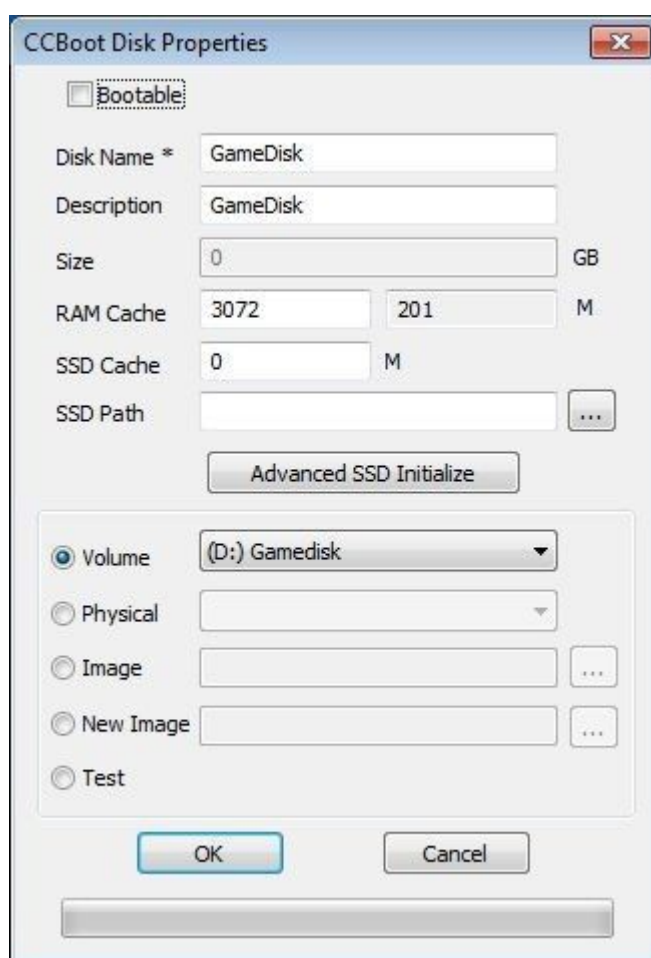 CCBoot Disk Properties
Bootable
Disk Name * GameDisk
Description GameDisk
Size 0 GB
RAM Cache 3072 201 M
SSD Cache 0 M
SSD Path ...
Advanced SSD Initialize
Volume (D:) Gamedisk
Physical
Image ...
New Image ...
Test
OK Cancel